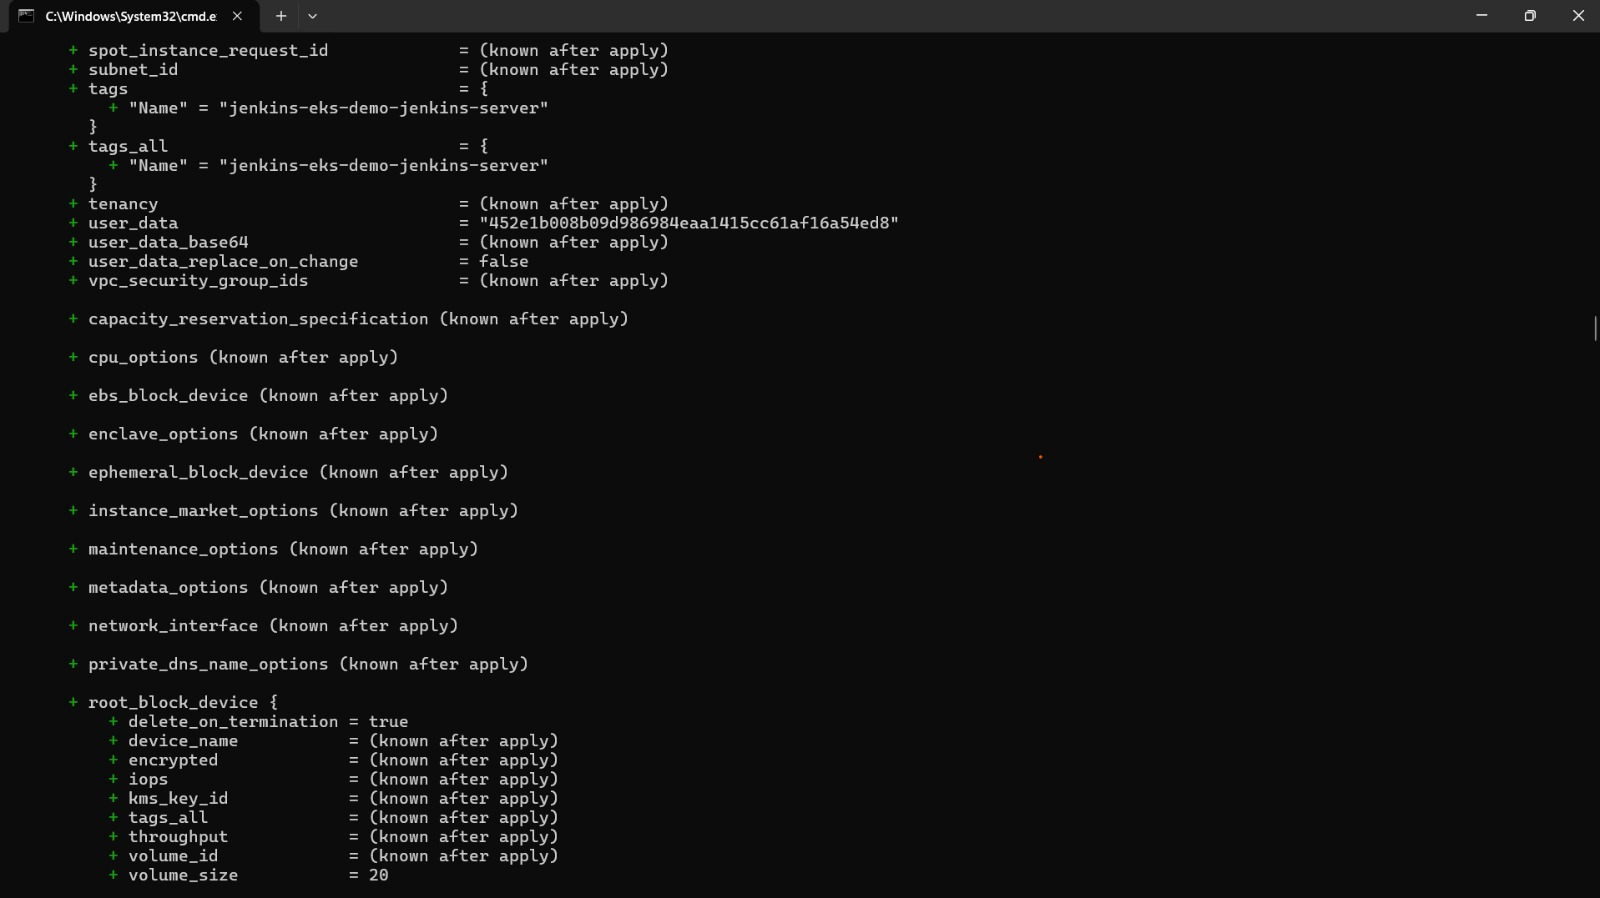 C:\Windows\System32\cmd.e
+ spot_instance_request_id = (known after apply)
+ subnet_id = (known after apply)
+ tags = {
+ "Name" = "jenkins-eks-demo-jenkins-server"
}
+ tags_all = {
+ "Name" = "jenkins-eks-demo-jenkins-server"
}
+ tenancy = (known after apply)
+ user_data = "452e1b008b09d986984eaa1415cc61af16a54ed8"
+ user_data_base64 = (known after apply)
+ user_data_replace_on_change = false
+ vpc_security_group_ids = (known after apply)
+ capacity_reservation_specification (known after apply)
+ cpu_options (known after apply)
+ ebs_block_device (known after apply)
+ enclave_options (known after apply)
+ ephemeral_block_device (known after apply)
+ instance_market_options (known after apply)
+ maintenance_options (known after apply)
+ metadata_options (known after apply)
+ network_interface (known after apply)
+ private_dns_name_options (known after apply)
+ root_block_device {
+ delete_on_termination = true
+ device_name = (known after apply)
+ encrypted = (known after apply)
+ iops = (known after apply)
+ kms_key_id = (known after apply)
+ tags_all = (known after apply)
+ throughput = (known after apply)
+ volume_id = (known after apply)
+ volume_size = 20